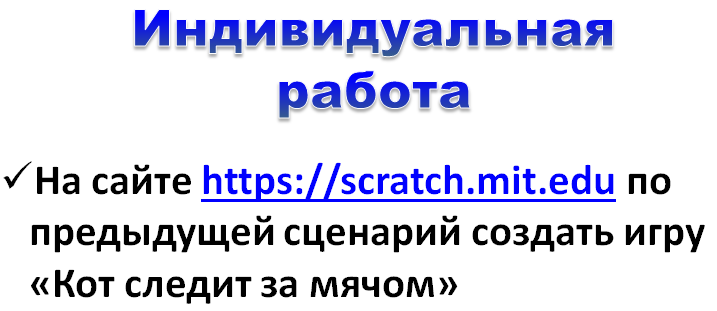 Индивидуальная
работа
✓На сайте https://scratch.mit.edu по
предыдущей сценарий создать игру
«Кот следит за мячом»